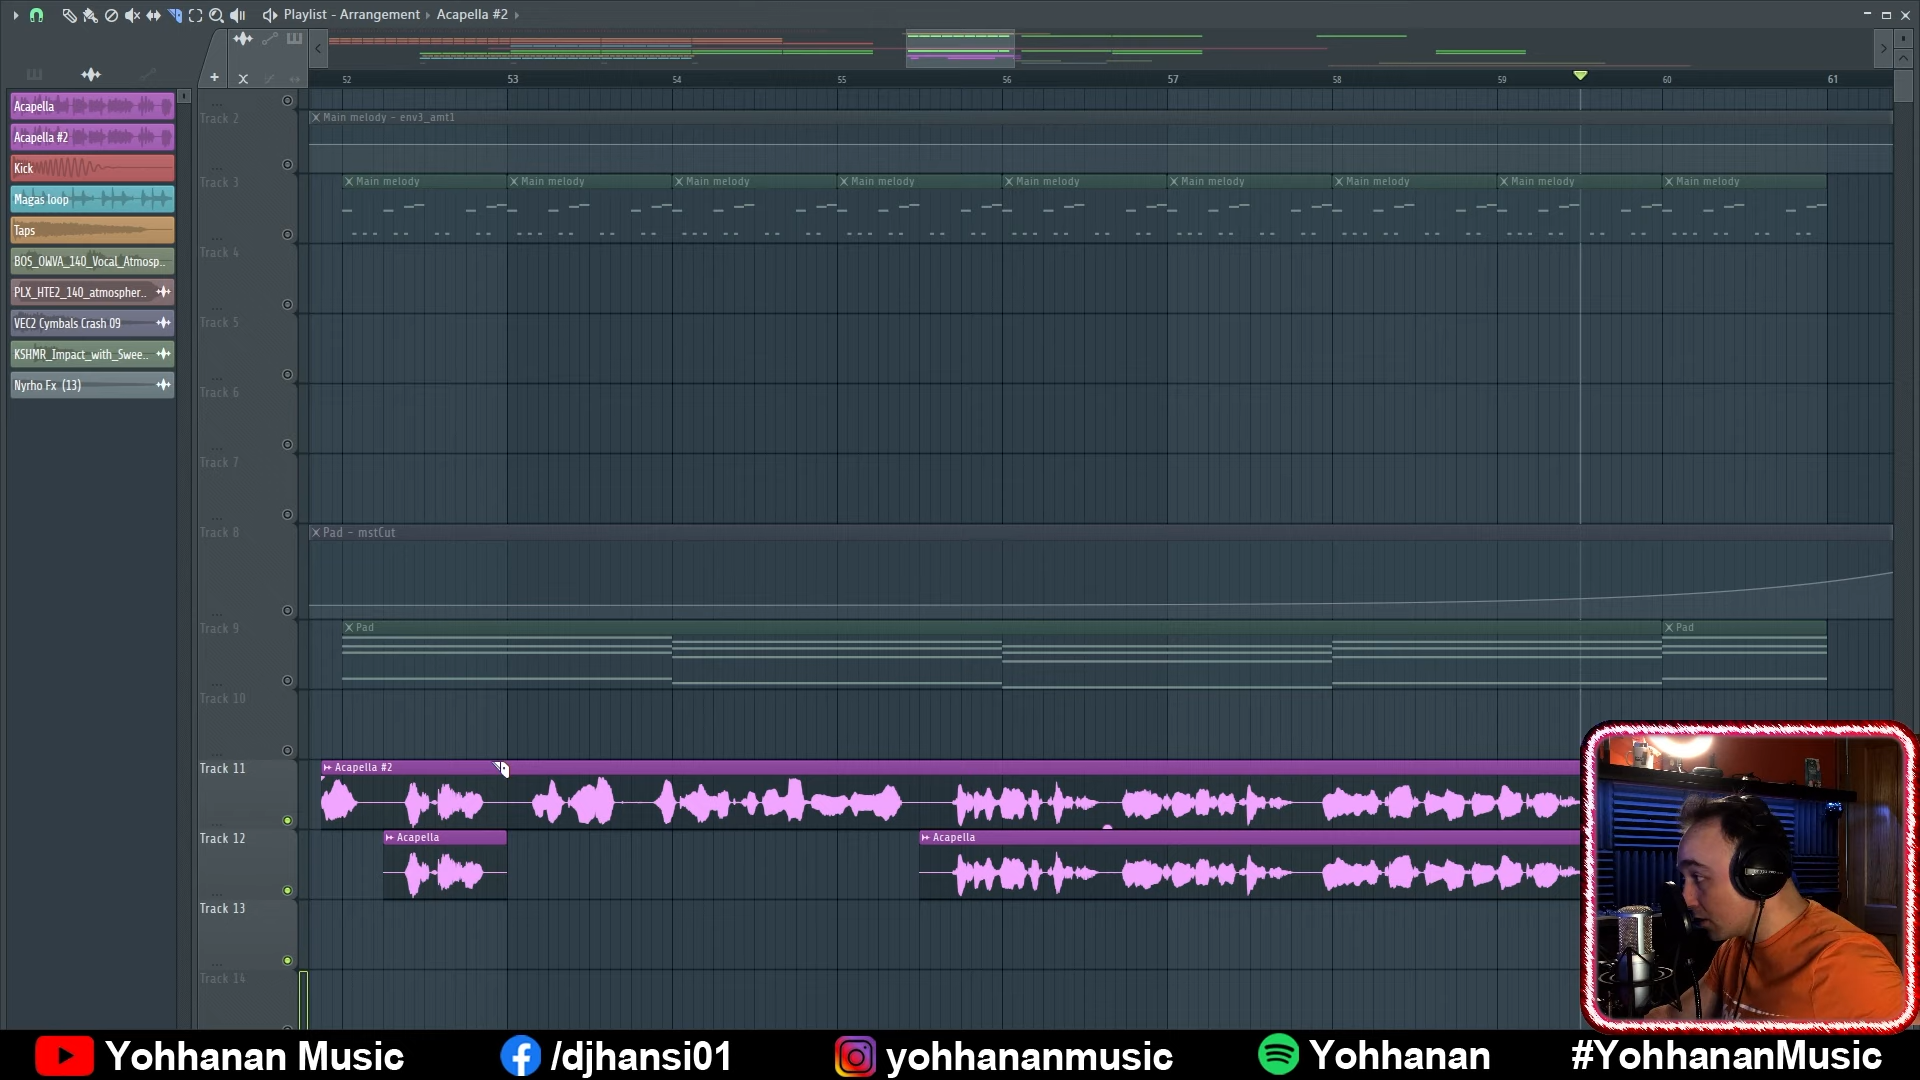 Playlist - Arrangement › Acapella #2 ›
52 53 54 55 56 57 58 59 60 61
Acapella
Acapella #2
Kick
Magas loop
Taps
BOS_OWVA_140_Vocal_Atmosp..
PLX_HTE2_140_atmospher..
VEC2 Cymbals Crash 09
KSHMR_Impact_with_Swee..
Nyrho Fx (13)
Track 2
Main melody - env3_amt1
Track 3
Main melody Main melody Main melody Main melody Main melody Main melody Main melody Main melody Main melody
Track 4
Track 5
Track 6
Track 7
Track 8
Pad - mstCut
Track 9
Pad Pad
Track 10
Track 11
Acapella #2
Track 12
Acapella Acapella
Track 13
Track 14
Yohhanan Music /djhansi01 yohhananmusic Yohhanan #YohhananMusic